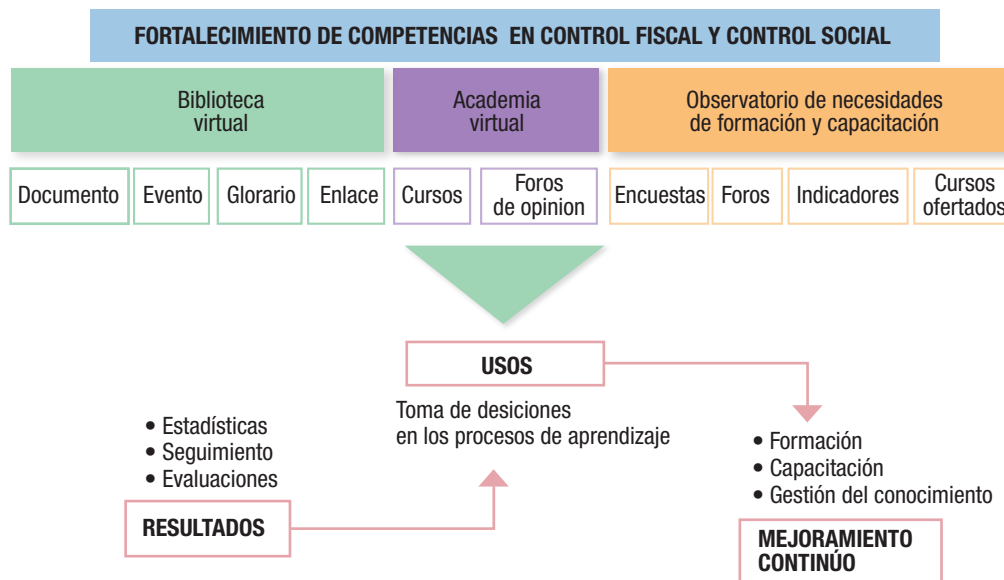 FORTALECIMIENTO DE COMPETENCIAS EN CONTROL FISCAL Y CONTROL SOCIAL
Biblioteca
virtual
Academia
virtual
Observatorio de necesidades
de formación y capacitación
Documento
Evento
Glorario
Enlace
Cursos
Foros
de opinion
Encuestas
Foros
Indicadores
Cursos
ofertados
USOS
Toma de desiciones
en los procesos de aprendizaje
• Estadísticas
• Seguimiento
• Evaluaciones
RESULTADOS
• Formación
• Capacitación
• Gestión del conocimiento
MEJORAMIENTO
CONTINÚO